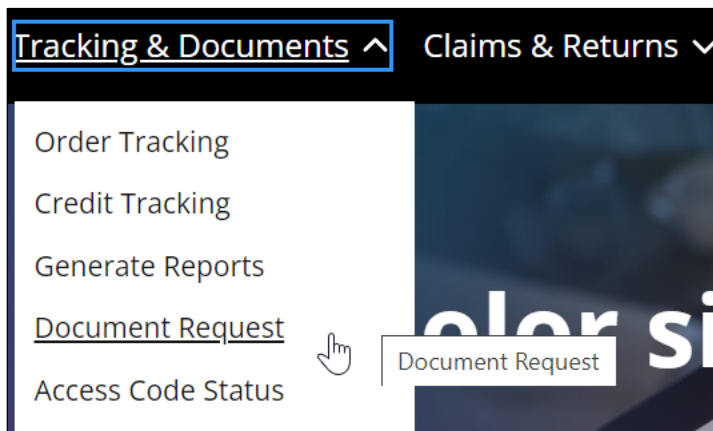 Tracking & Documents Claims & Returns
Order Tracking
Credit Tracking
Generate Reports
Document Request
Document Request
Access Code Status